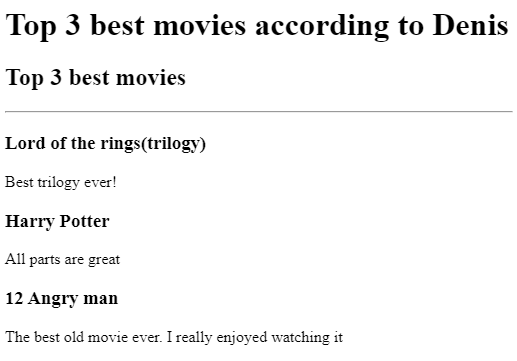 Top 3 best movies according to Denis
Top 3 best movies
Lord of the rings(trilogy)
Best trilogy ever!
Harry Potter
All parts are great
12 Angry man
The best old movie ever. I really enjoyed watching it